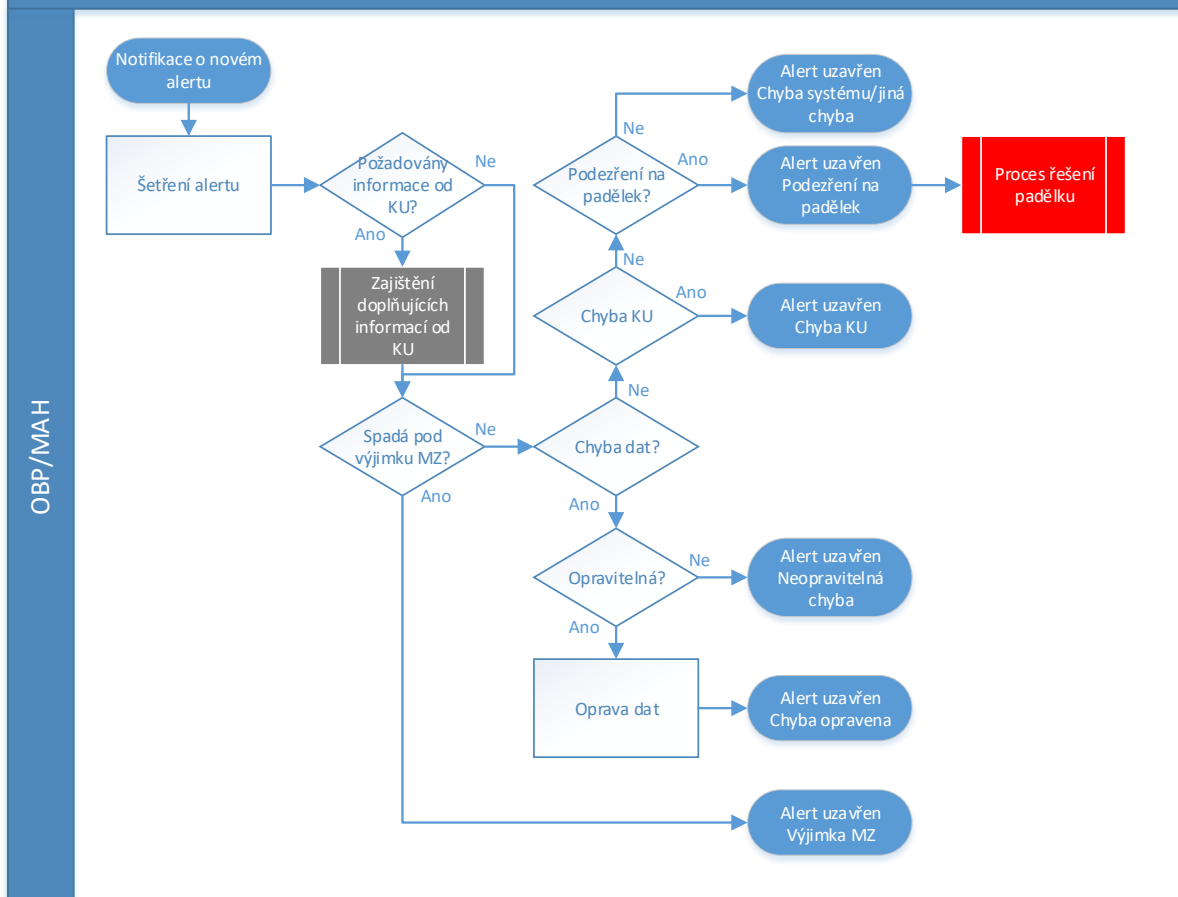 OBP/MAH
Notifikace o novém
alertu
Šetření alertu
Požadovány
informace od
KU?
Ne
Ano
Zajištění
doplňujících
informací od
KU
Spadá pod
výjimku MZ?
Ne
Ano
Chyba dat?
Ne
Ano
Chyba KU
Ne
Ano
Podezření na
padělek?
Ne
Ano
Alert uzavřen
Chyba systému/jiná
chyba
Alert uzavřen
Podezření na
padělek
Proces řešení
padělku
Alert uzavřen
Chyba KU
Opravitelná?
Ne
Ano
Alert uzavřen
Neopravitelná
chyba
Oprava dat
Alert uzavřen
Chyba opravena
Alert uzavřen
Výjimka MZ